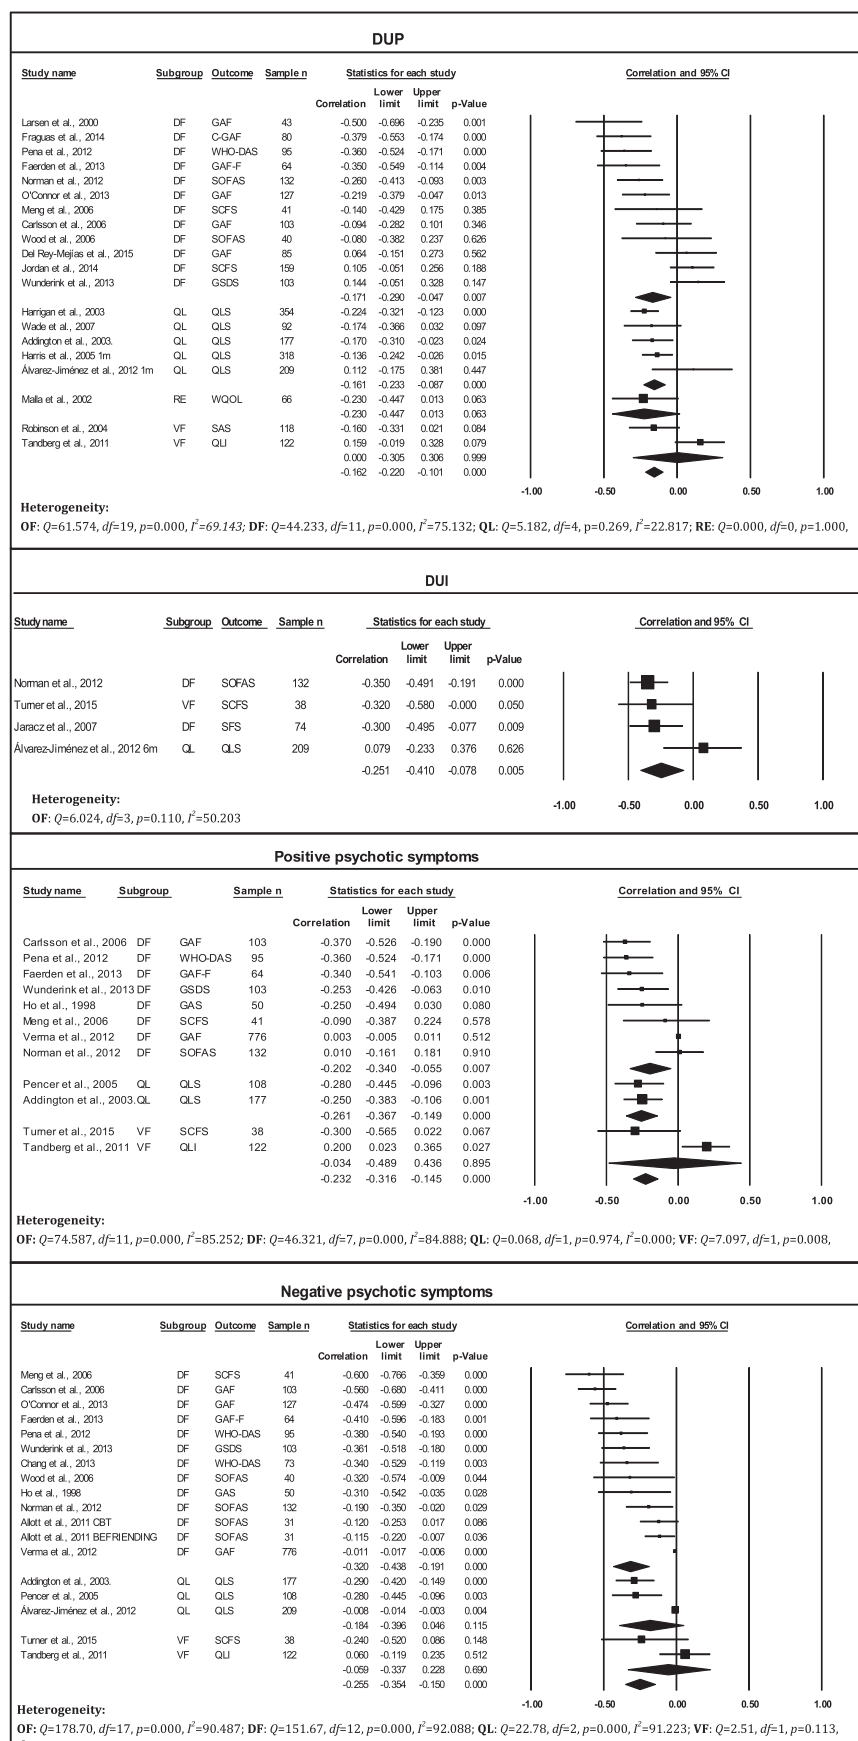 DUP
Study name Subgroup Outcome Sample n Statistics for each study Correlation and 95% CI
Lower Upper
Correlation limit limit p-Value
Larsen et al., 2000 DF GAF 43 -0.500 -0.696 -0.235 0.001
Fraguas et al., 2014 DF C-GAF 80 -0.379 -0.553 -0.174 0.000
Pena et al., 2012 DF WHO-DAS 95 -0.360 -0.524 -0.171 0.000
Faerden et al., 2013 DF GAF-F 64 -0.350 -0.549 -0.114 0.004
Norman et al., 2012 DF SOFAS 132 -0.260 -0.413 -0.093 0.003
O'Connor et al., 2013 DF GAF 127 -0.219 -0.379 -0.047 0.013
Meng et al., 2006 DF SCFS 41 -0.140 -0.429 0.175 0.385
Carlsson et al., 2006 DF GAF 103 -0.094 -0.282 0.101 0.346
Wood et al., 2006 DF SOFAS 40 -0.080 -0.382 0.237 0.626
Del Rey-Mejías et al., 2015 DF GAF 85 0.064 -0.151 0.273 0.562
Jordan et al., 2014 DF SCFS 159 0.105 -0.051 0.256 0.188
Wunderink et al., 2013 DF GSDS 103 0.144 -0.051 0.328 0.147
-0.171 -0.290 -0.047 0.007
Harrigan et al., 2003 QL QLS 354 -0.224 -0.321 -0.123 0.000
Wade et al., 2007 QL QLS 92 -0.174 -0.366 0.032 0.097
Addington et al., 2003. QL QLS 177 -0.170 -0.310 -0.023 0.024
Harris et al., 2005 1m QL QLS 318 -0.136 -0.242 -0.026 0.015
Álvarez-Jiménez et al., 2012 1m QL QLS 209 0.112 -0.175 0.381 0.447
-0.161 -0.233 -0.087 0.000
Malla et al., 2002 RE WQOL 66 -0.230 -0.447 0.013 0.063
-0.230 -0.447 0.013 0.063
Robinson et al., 2004 VF SAS 118 -0.160 -0.331 0.021 0.084
Tandberg et al., 2011 VF QLI 122 0.159 -0.019 0.328 0.079
0.000 -0.305 0.306 0.999
-0.162 -0.220 -0.101 0.000
-1.00 -0.50 0.00 0.50 1.00
Heterogeneity:
OF: Q=61.574, df=19, p=0.000, I²=69.143; DF: Q=44.233, df=11, p=0.000, I²=75.132; QL: Q=5.182, df=4, p=0.269, I²=22.817; RE: Q=0.000, df=0, p=1.000,
DUI
Study name Subgroup Outcome Sample n Statistics for each study Correlation and 95% CI
Lower Upper
Correlation limit limit p-Value
Norman et al., 2012 DF SOFAS 132 -0.350 -0.491 -0.191 0.000
Turner et al., 2015 VF SCFS 38 -0.320 -0.580 -0.000 0.050
Jaracz et al., 2007 DF SFS 74 -0.300 -0.495 -0.077 0.009
Álvarez-Jiménez et al., 2012 6m QL QLS 209 0.079 -0.233 0.376 0.626
-0.251 -0.410 -0.078 0.005
-1.00 -0.50 0.00 0.50 1.00
Heterogeneity:
OF: Q=6.024, df=3, p=0.110, I²=50.203
Positive psychotic symptoms
Study name Subgroup Sample n Statistics for each study Correlation and 95% CI
Lower Upper
Correlation limit limit p-Value
Carlsson et al., 2006 DF GAF 103 -0.370 -0.526 -0.190 0.000
Pena et al., 2012 DF WHO-DAS 95 -0.360 -0.524 -0.171 0.000
Faerden et al., 2013 DF GAF-F 64 -0.340 -0.541 -0.103 0.006
Wunderink et al., 2013 DF GSDS 103 -0.253 -0.426 -0.063 0.010
Ho et al., 1998 DF GAS 50 -0.250 -0.494 0.030 0.080
Meng et al., 2006 DF SCFS 41 -0.090 -0.387 0.224 0.578
Verma et al., 2012 DF GAF 776 0.003 -0.005 0.011 0.512
Norman et al., 2012 DF SOFAS 132 0.010 -0.161 0.181 0.910
-0.202 -0.340 -0.055 0.007
Pencer et al., 2005 QL QLS 108 -0.280 -0.445 -0.096 0.003
Addington et al., 2003. QL QLS 177 -0.250 -0.383 -0.106 0.001
-0.261 -0.367 -0.149 0.000
Turner et al., 2015 VF SCFS 38 -0.300 -0.565 0.022 0.067
Tandberg et al., 2011 VF QLI 122 0.200 0.023 0.365 0.027
-0.034 -0.489 0.436 0.895
-0.232 -0.316 -0.145 0.000
-1.00 -0.50 0.00 0.50 1.00
Heterogeneity:
OF: Q=74.587, df=11, p=0.000, I²=85.252; DF: Q=46.321, df=7, p=0.000, I²=84.888; QL: Q=0.068, df=1, p=0.974, I²=0.000; VF: Q=7.097, df=1, p=0.008,
Negative psychotic symptoms
Study name Subgroup Outcome Sample n Statistics for each study Correlation and 95% CI
Lower Upper
Correlation limit limit p-Value
Meng et al., 2006 DF SCFS 41 -0.600 -0.766 -0.359 0.000
Carlsson et al., 2006 DF GAF 103 -0.560 -0.680 -0.411 0.000
O'Connor et al., 2013 DF GAF 127 -0.474 -0.599 -0.327 0.000
Faerden et al., 2013 DF GAF-F 64 -0.410 -0.596 -0.183 0.001
Pena et al., 2012 DF WHO-DAS 95 -0.380 -0.540 -0.193 0.000
Wunderink et al., 2013 DF GSDS 103 -0.361 -0.518 -0.180 0.000
Chang et al., 2013 DF WHO-DAS 73 -0.340 -0.529 -0.119 0.003
Wood et al., 2006 DF SOFAS 40 -0.320 -0.574 -0.009 0.044
Ho et al., 1998 DF GAS 50 -0.310 -0.542 -0.035 0.028
Norman et al., 2012 DF SOFAS 132 -0.190 -0.350 -0.020 0.029
Allott et al., 2011 CBT DF SOFAS 31 -0.120 -0.253 0.017 0.086
Allott et al., 2011 BEFRIENDING DF SOFAS 31 -0.115 -0.220 -0.007 0.036
Verma et al., 2012 DF GAF 776 -0.011 -0.017 -0.006 0.000
-0.320 -0.438 -0.191 0.000
Addington et al., 2003. QL QLS 177 -0.290 -0.420 -0.149 0.000
Pencer et al., 2005 QL QLS 108 -0.280 -0.445 -0.096 0.003
Álvarez-Jiménez et al., 2012 QL QLS 209 -0.008 -0.014 -0.003 0.004
-0.184 -0.396 0.046 0.115
Turner et al., 2015 VF SCFS 38 -0.240 -0.520 0.086 0.148
Tandberg et al., 2011 VF QLI 122 0.060 -0.119 0.235 0.512
-0.059 -0.337 0.228 0.690
-0.255 -0.354 -0.150 0.000
-1.00 -0.50 0.00 0.50 1.00
Heterogeneity:
OF: Q=178.70, df=17, p=0.000, I²=90.487; DF: Q=151.67, df=12, p=0.000, I²=92.088; QL: Q=22.78, df=2, p=0.000, I²=91.223; VF: Q=2.51, df=1, p=0.113,